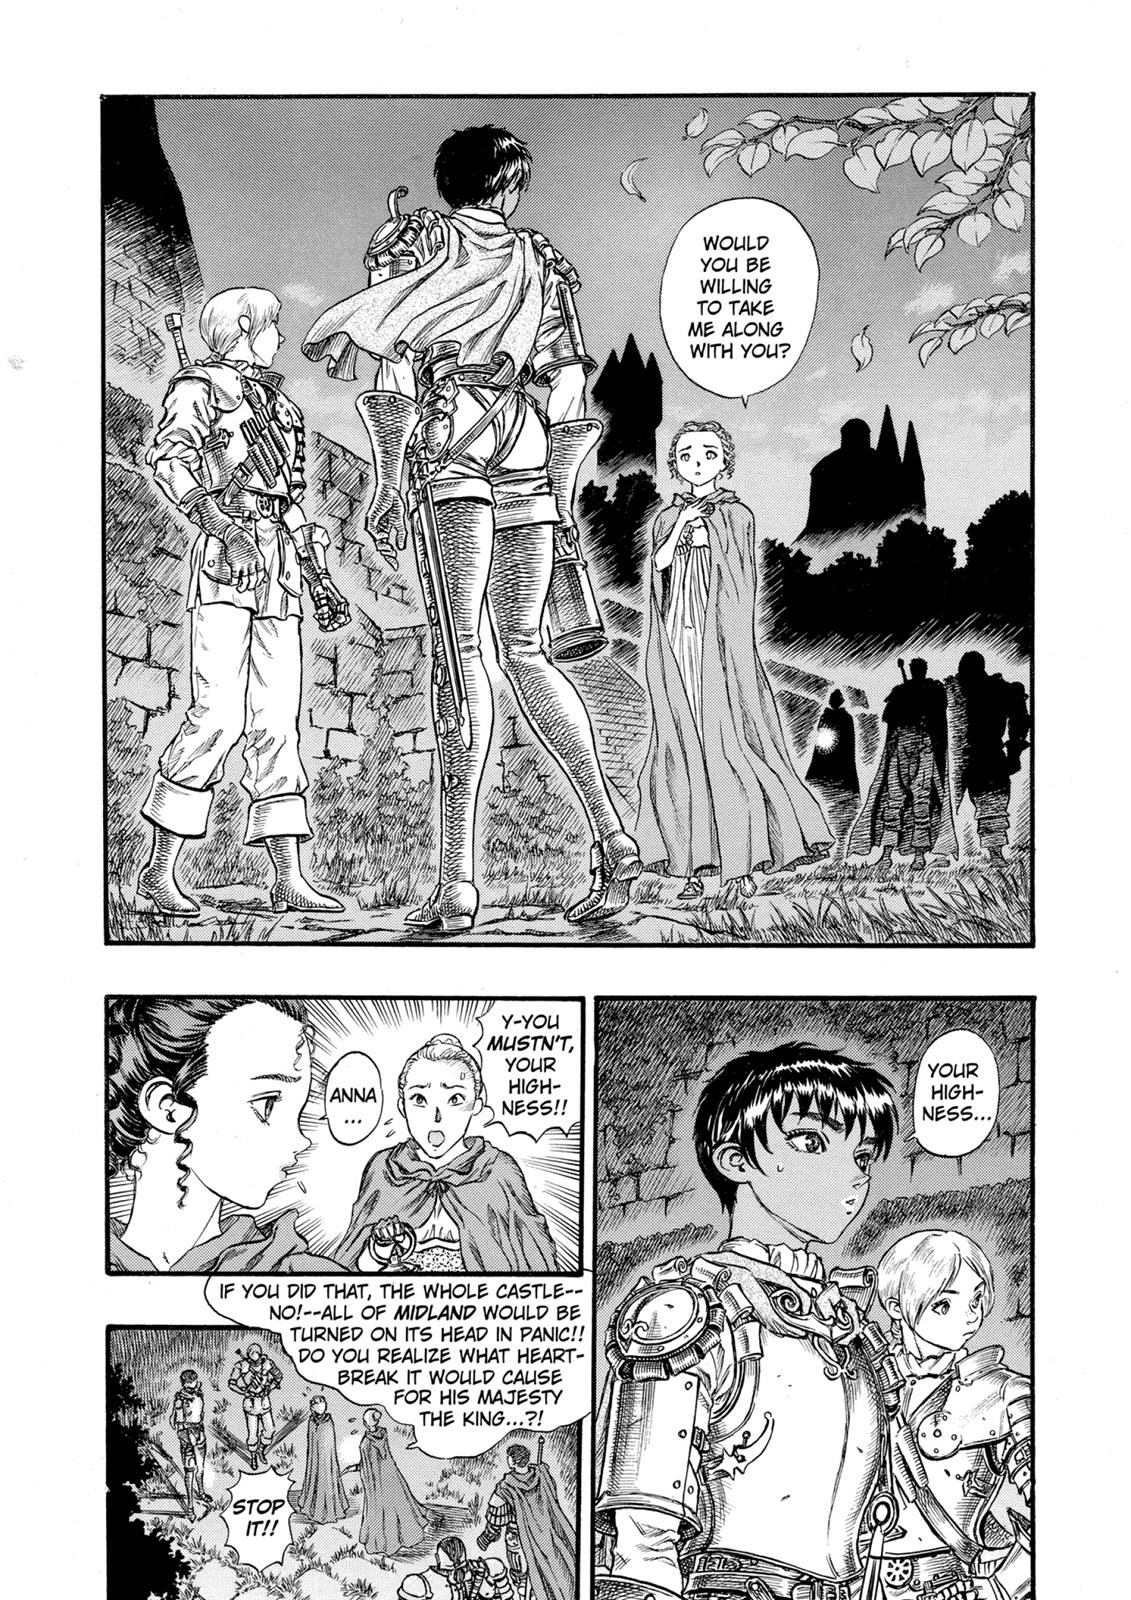 WOULD
YOU BE
WILLING
TO TAKE
ME ALONG
WITH YOU?
Y-YOU
MUSTN'T,
YOUR
HIGH-
NESS!!
ANNA
...
YOUR
HIGH-
NESS...
IF YOU DID THAT, THE WHOLE CASTLE--
NO!--ALL OF MIDLAND WOULD BE
TURNED ON ITS HEAD IN PANIC!!
DO YOU REALIZE WHAT HEART-
BREAK IT WOULD CAUSE
FOR HIS MAJESTY
THE KING...?!
STOP
IT!!